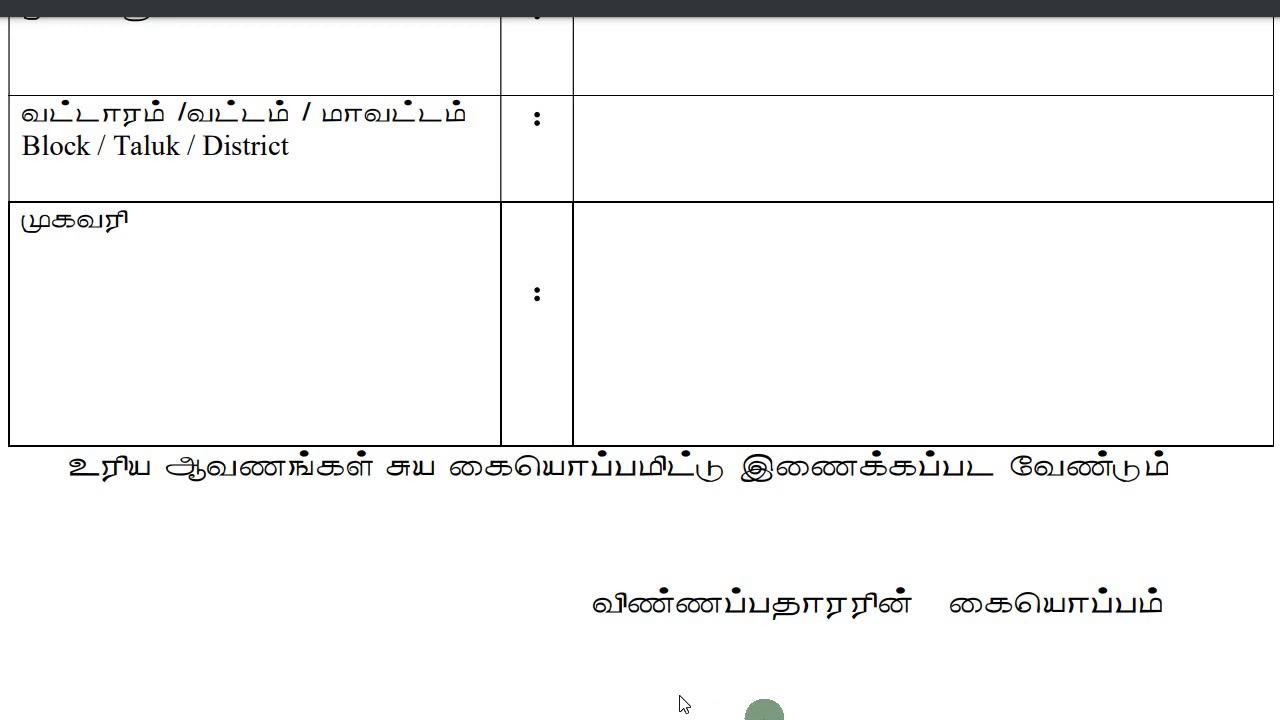 வட்டாரம் /வட்டம் / மாவட்டம்
Block / Taluk / District
:
முகவரி
:
உரிய ஆவணங்கள் சுய கையொப்பமிட்டு இணைக்கப்பட வேண்டும்
விண்ணப்பதாரரின் கையொப்பம்